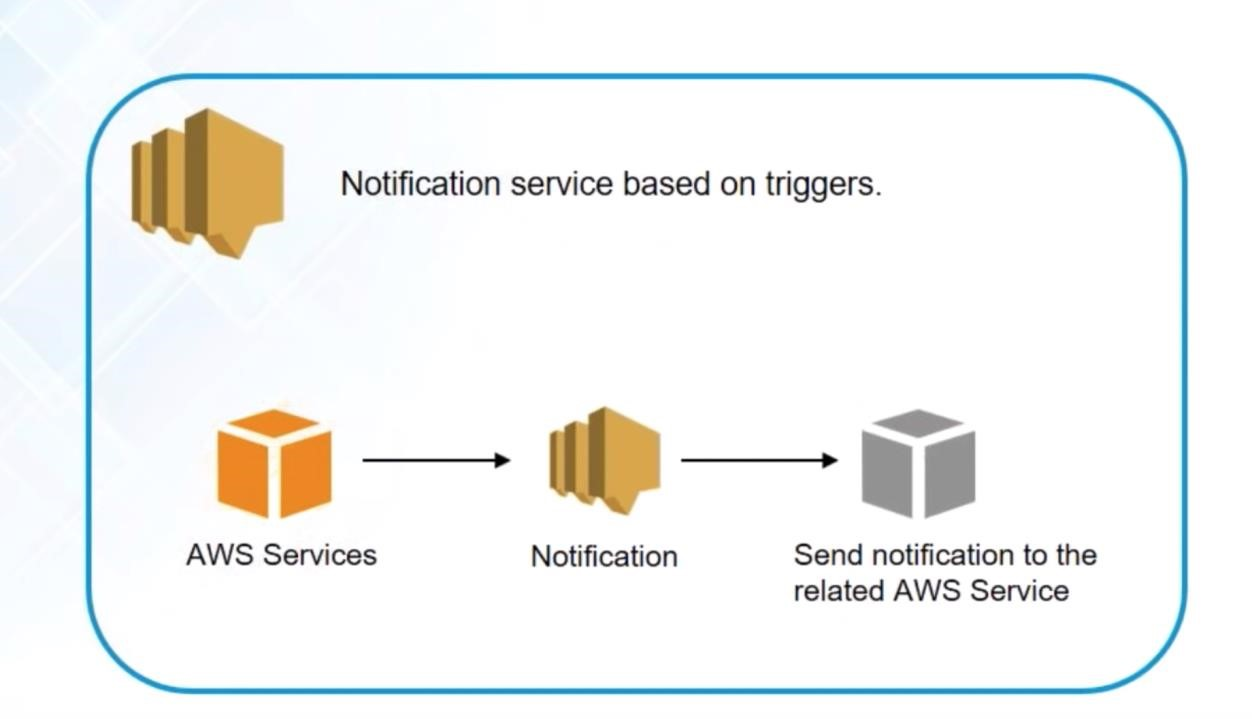 Notification service based on triggers.
AWS Services
Notification
Send notification to the
related AWS Service